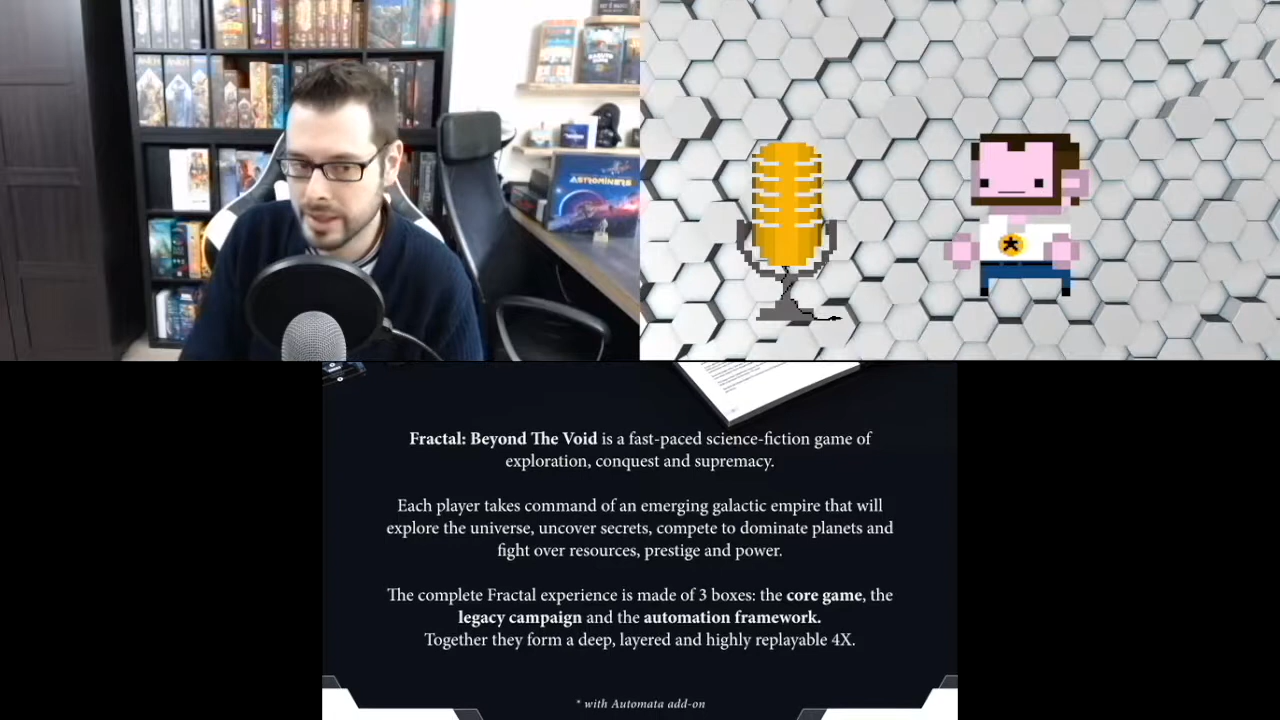 Fractal: Beyond The Void is a fast-paced science-fiction game of
exploration, conquest and supremacy.
Each player takes command of an emerging galactic empire that will
explore the universe, uncover secrets, compete to dominate planets and
fight over resources, prestige and power.
The complete Fractal experience is made of 3 boxes: the core game, the
legacy campaign and the automation framework.
Together they form a deep, layered and highly replayable 4X.
* with Automata add-on